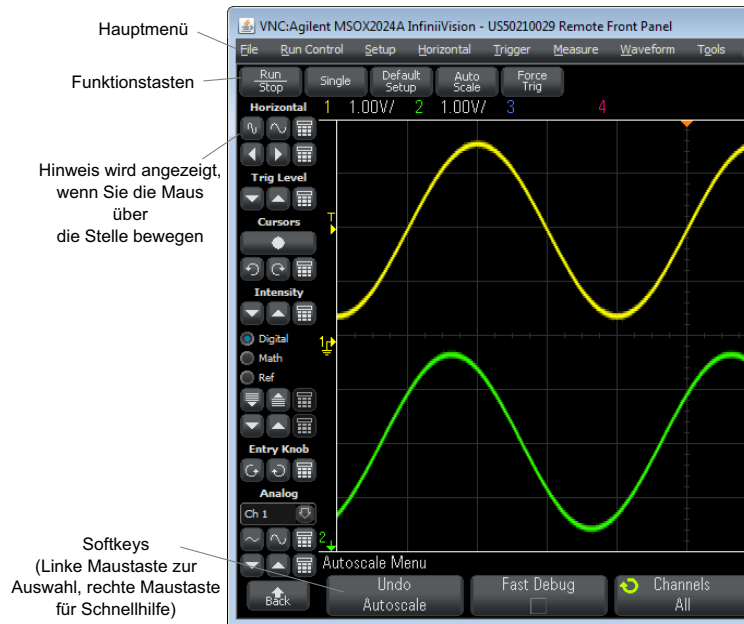 Hauptmenü
Funktionstasten
Hinweis wird angezeigt,
wenn Sie die Maus
über
die Stelle bewegen
Softkeys
(Linke Maustaste zur
Auswahl, rechte Maustaste
für Schnellhilfe)
VNC:Agilent MSOX2024A InfiniiVision - US50210029 Remote Front Panel
File Run Control Setup Horizontal Trigger Measure Waveform Tools
Run
Stop
Single
Default
Setup
Auto
Scale
Force
Trig
Horizontal
1 1.00V/ 2 1.00V/ 3 4
Trig Level
T
Cursors
Intensity
Digital
1
Math
Ref
Entry Knob
Analog
Ch 1
2
Autoscale Menu
Back
Undo
Autoscale
Fast Debug
Channels
All